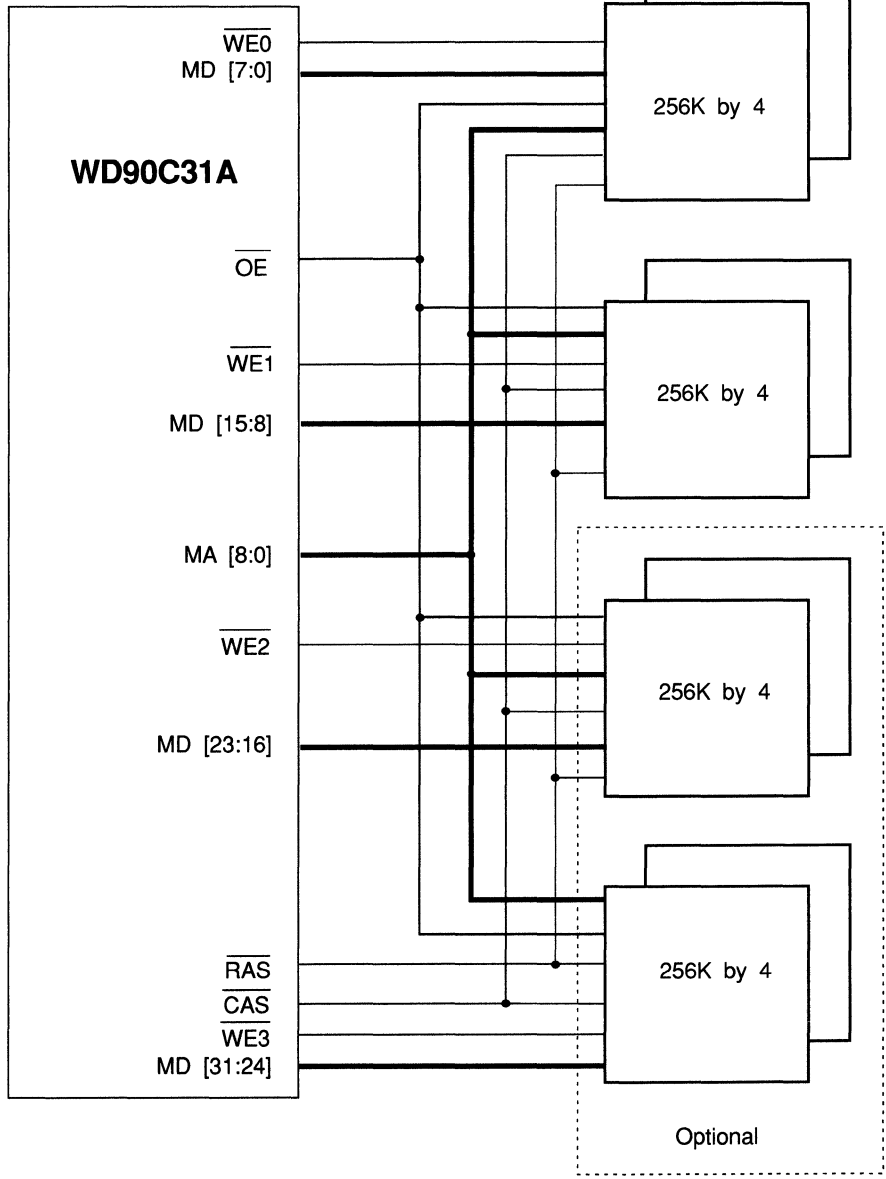 WE0
MD [7:0]
256K by 4
WD90C31A
OE
WE1
256K by 4
MD [15:8]
MA [8:0]
WE2
256K by 4
MD [23:16]
RAS
256K by 4
CAS
WE3
MD [31:24]
Optional